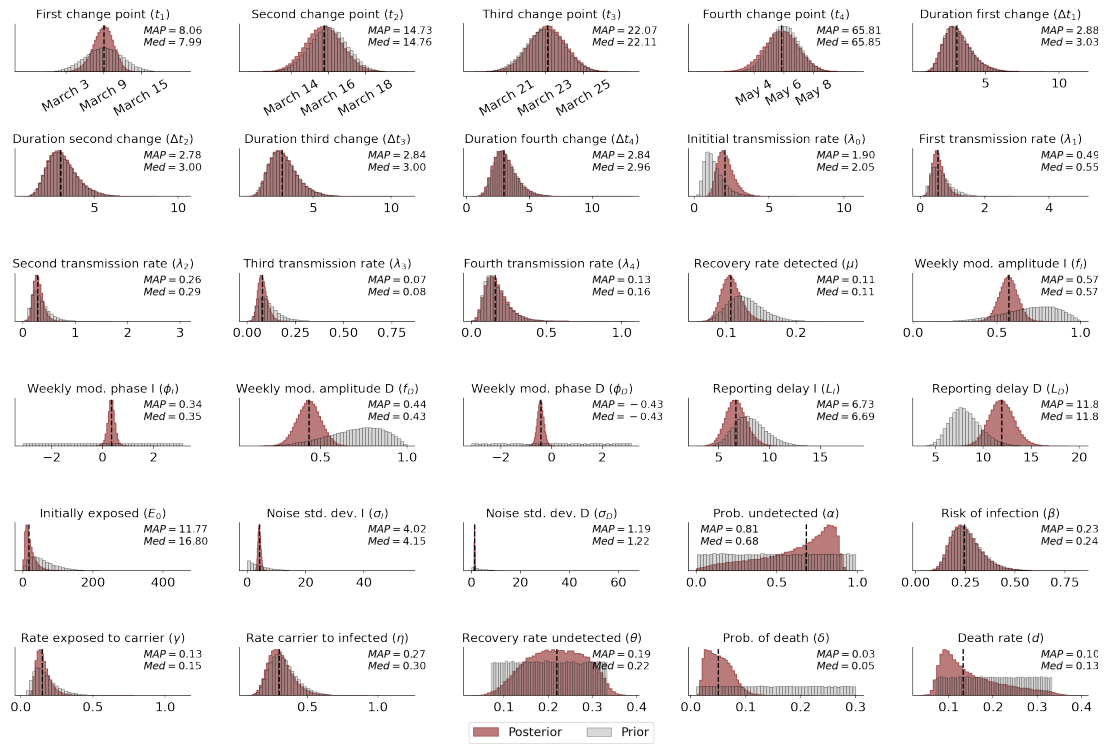 First change point (t₁)
MAP = 8.06
Med = 7.99
March 3
March 9
March 15
Second change point (t₂)
MAP = 14.73
Med = 14.76
March 14
March 16
March 18
Third change point (t₃)
MAP = 22.07
Med = 22.11
March 21
March 23
March 25
Fourth change point (t₄)
MAP = 65.81
Med = 65.85
May 4
May 6
May 8
Duration first change (Δt₁)
MAP = 2.88
Med = 3.03
5 10
Duration second change (Δt₂)
MAP = 2.78
Med = 3.00
5 10
Duration third change (Δt₃)
MAP = 2.84
Med = 3.00
5 10
Duration fourth change (Δt₄)
MAP = 2.84
Med = 2.96
0 5 10
Inititial transmission rate (λ₀)
MAP = 1.90
Med = 2.05
0 5 10
First transmission rate (λ₁)
MAP = 0.49
Med = 0.55
0 2 4
Second transmission rate (λ₂)
MAP = 0.26
Med = 0.29
0 1 2 3
Third transmission rate (λ₃)
MAP = 0.07
Med = 0.08
0.00 0.25 0.50 0.75
Fourth transmission rate (λ₄)
MAP = 0.13
Med = 0.16
0.0 0.5 1.0
Recovery rate detected (μ)
MAP = 0.11
Med = 0.11
0.1 0.2
Weekly mod. amplitude I (f_I)
MAP = 0.57
Med = 0.57
0.0 0.5 1.0
Weekly mod. phase I (ϕ_I)
MAP = 0.34
Med = 0.35
−2 0 2
Weekly mod. amplitude D (f_D)
MAP = 0.44
Med = 0.43
0.5 1.0
Weekly mod. phase D (ϕ_D)
MAP = −0.43
Med = −0.43
−2 0 2
Reporting delay I (L_I)
MAP = 6.73
Med = 6.69
5 10 15
Reporting delay D (L_D)
MAP = 11.8
Med = 11.8
5 10 15 20
Initially exposed (E₀)
MAP = 11.77
Med = 16.80
0 200 400
Noise std. dev. I (σ_I)
MAP = 4.02
Med = 4.15
0 20 40
Noise std. dev. D (σ_D)
MAP = 1.19
Med = 1.22
0 20 40 60
Prob. undetected (α)
MAP = 0.81
Med = 0.68
0.0 0.5 1.0
Risk of infection (β)
MAP = 0.23
Med = 0.24
0.00 0.25 0.50 0.75
Rate exposed to carrier (γ)
MAP = 0.13
Med = 0.15
0.0 0.5 1.0
Rate carrier to infected (η)
MAP = 0.27
Med = 0.30
0.0 0.5 1.0
Recovery rate undetected (θ)
MAP = 0.19
Med = 0.22
0.1 0.2 0.3 0.4
Prob. of death (δ)
MAP = 0.03
Med = 0.05
0.0 0.1 0.2 0.3
Death rate (d)
MAP = 0.10
Med = 0.13
0.1 0.2 0.3 0.4
Posterior Prior